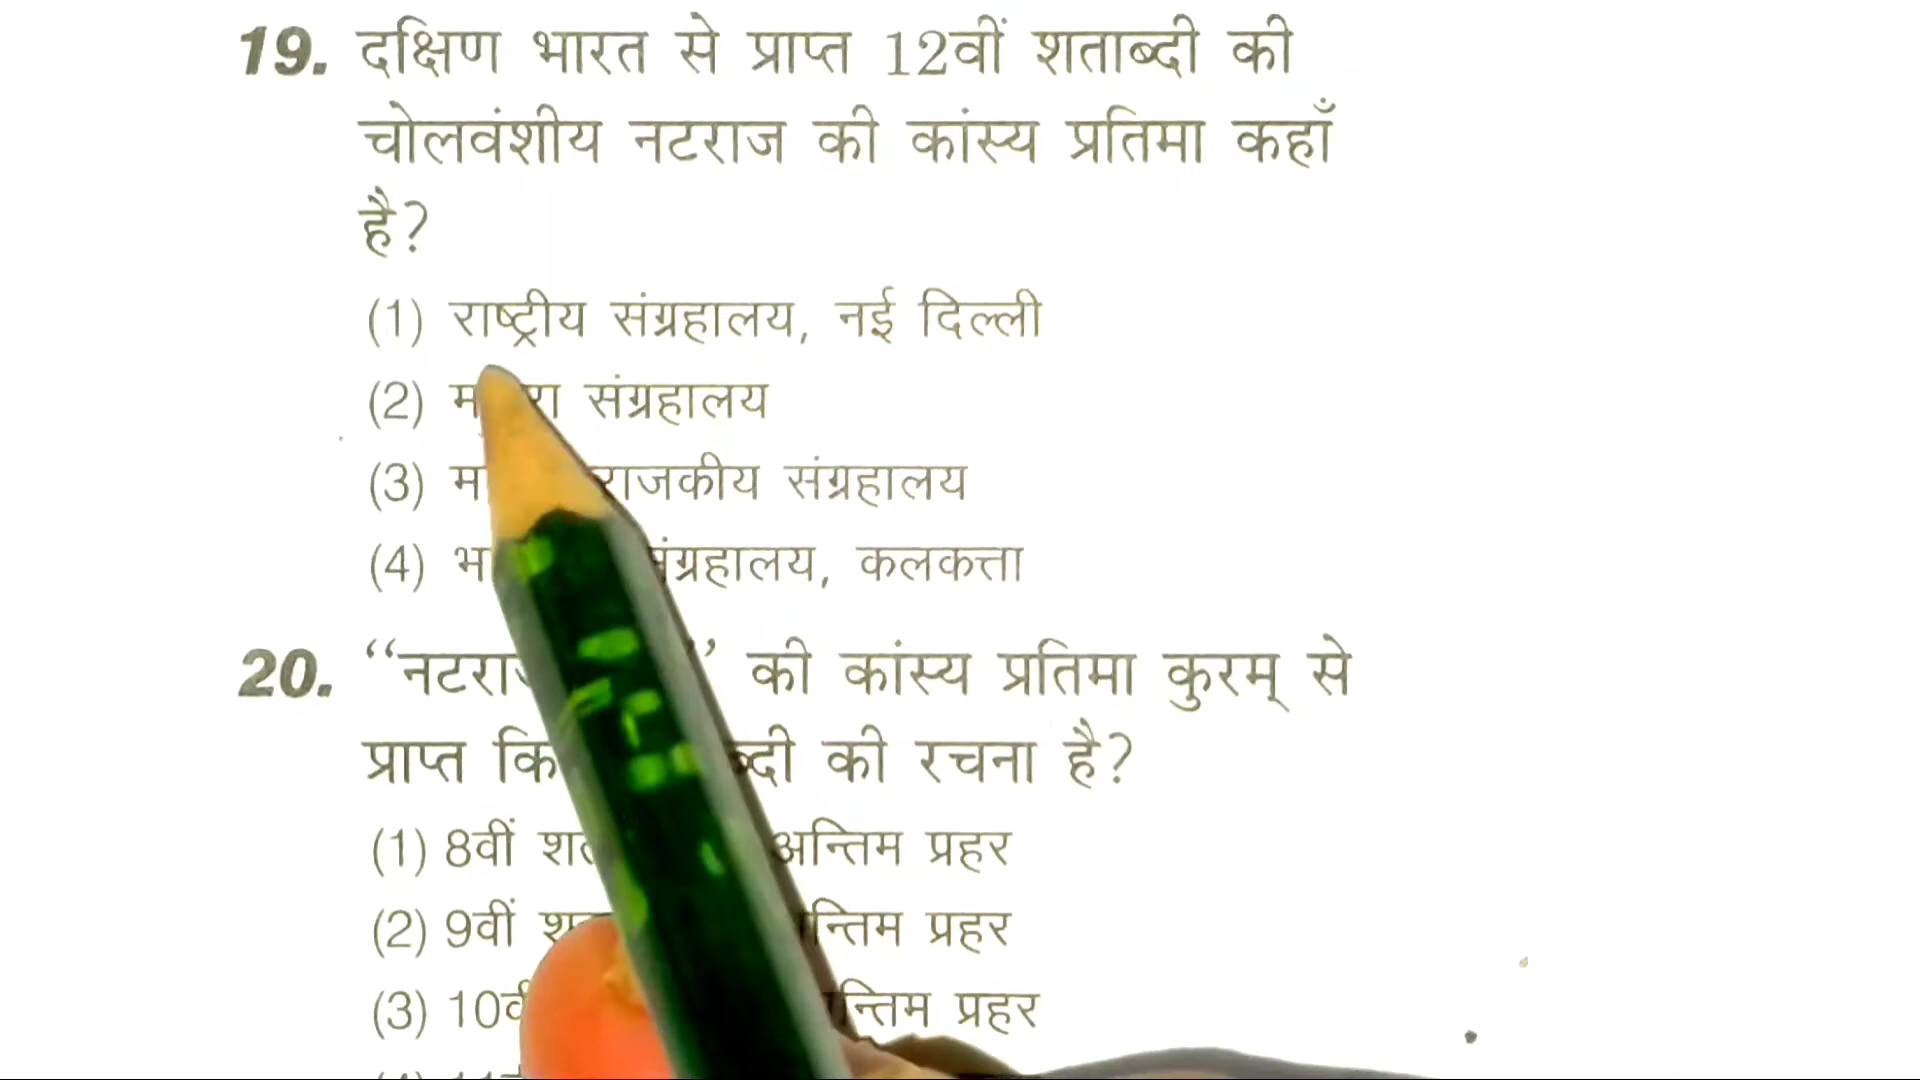 19. दक्षिण भारत से प्राप्त 12वीं शताब्दी की
चोलवंशीय नटराज की कांस्य प्रतिमा कहाँ
है?
(1) राष्ट्रीय संग्रहालय, नई दिल्ली
(2) संग्रहालय
(3) राजकीय संग्रहालय
(4) संग्रहालय, कलकत्ता
20. “नटराज ” की कांस्य प्रतिमा कुरम् से
प्राप्त की रचना है?
(1) 8वीं अन्तिम प्रहर
(2) 9वीं अन्तिम प्रहर
(3) अन्तिम प्रहर